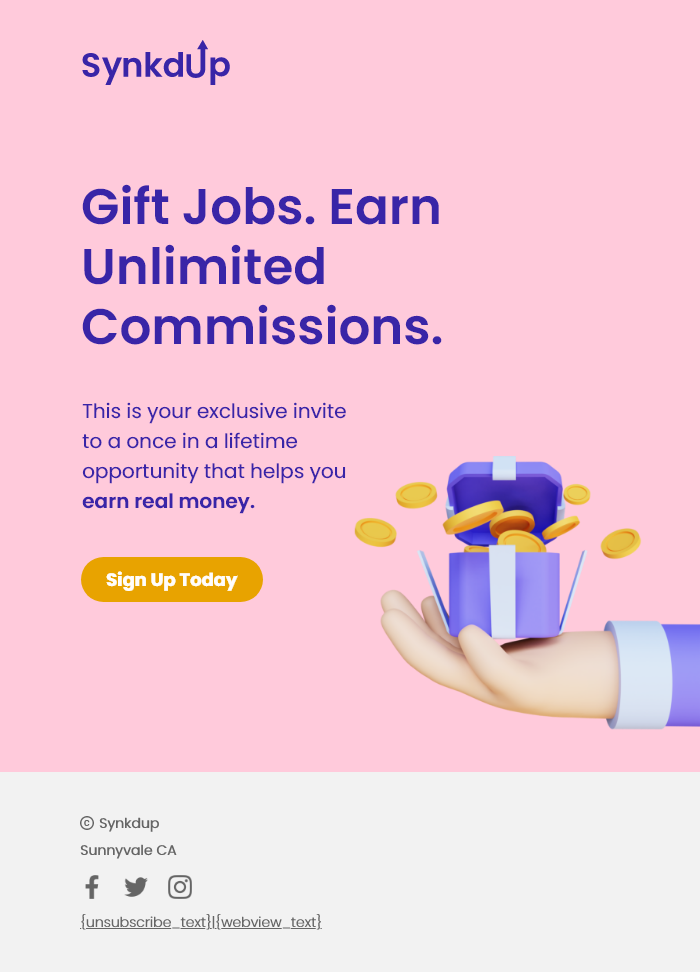 SynkdUp
Gift Jobs. Earn
Unlimited
Commissions.
This is your exclusive invite
to a once in a lifetime
opportunity that helps you
earn real money.
Sign Up Today
© Synkdup
Sunnyvale CA
{unsubscribe_text}|{webview_text}